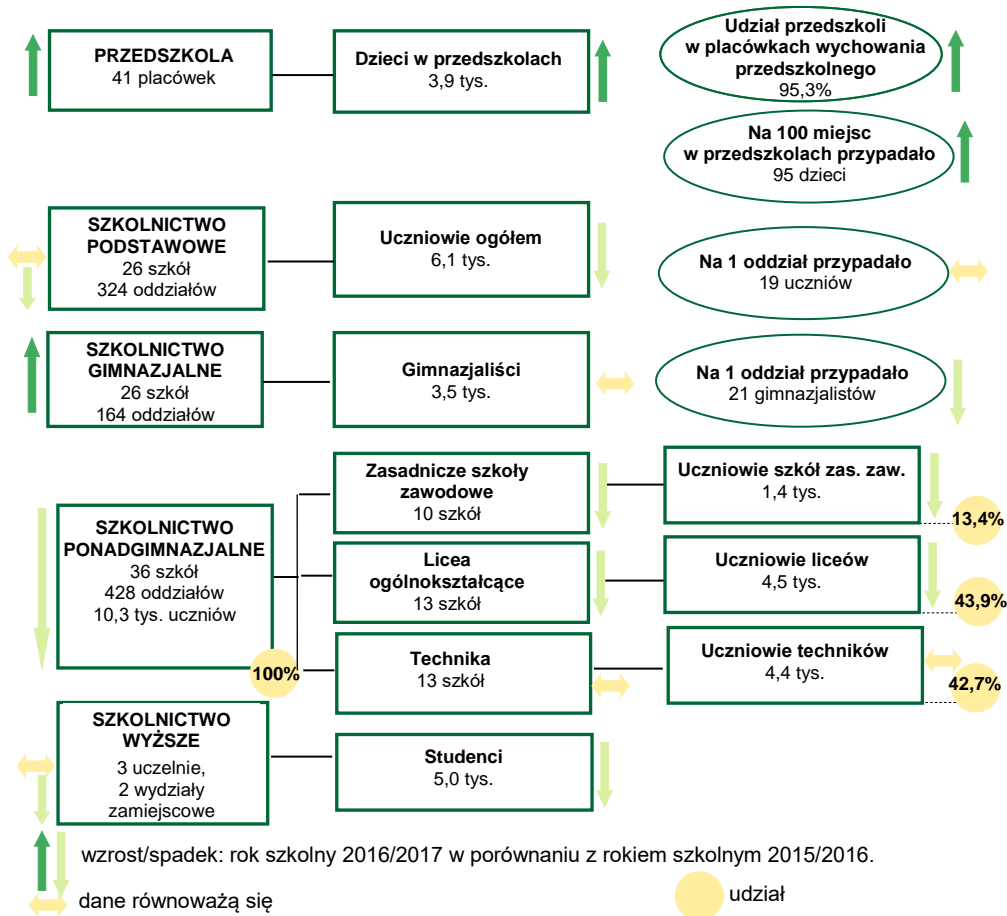 PRZEDSZKOLA
41 placówek
Dzieci w przedszkolach
3,9 tys.
Udział przedszkoli
w placówkach wychowania
przedszkolnego
95,3%
Na 100 miejsc
w przedszkolach przypadało
95 dzieci
SZKOLNICTWO
PODSTAWOWE
26 szkół
324 oddziałów
Uczniowie ogółem
6,1 tys.
Na 1 oddział przypadało
19 uczniów
SZKOLNICTWO
GIMNAZJALNE
26 szkół
164 oddziałów
Gimnazjaliści
3,5 tys.
Na 1 oddział przypadało
21 gimnazjalistów
SZKOLNICTWO
PONADGIMNAZJALNE
36 szkół
428 oddziałów
10,3 tys. uczniów
100%
Zasadnicze szkoły
zawodowe
10 szkół
Uczniowie szkół zas. zaw.
1,4 tys.
13,4%
Licea
ogólnokształcące
13 szkół
Uczniowie liceów
4,5 tys.
43,9%
Technika
13 szkół
Uczniowie techników
4,4 tys.
42,7%
SZKOLNICTWO
WYŻSZE
3 uczelnie,
2 wydziały
zamiejscowe
Studenci
5,0 tys.
wzrost/spadek: rok szkolny 2016/2017 w porównaniu z rokiem szkolnym 2015/2016.
dane równoważą się
udział